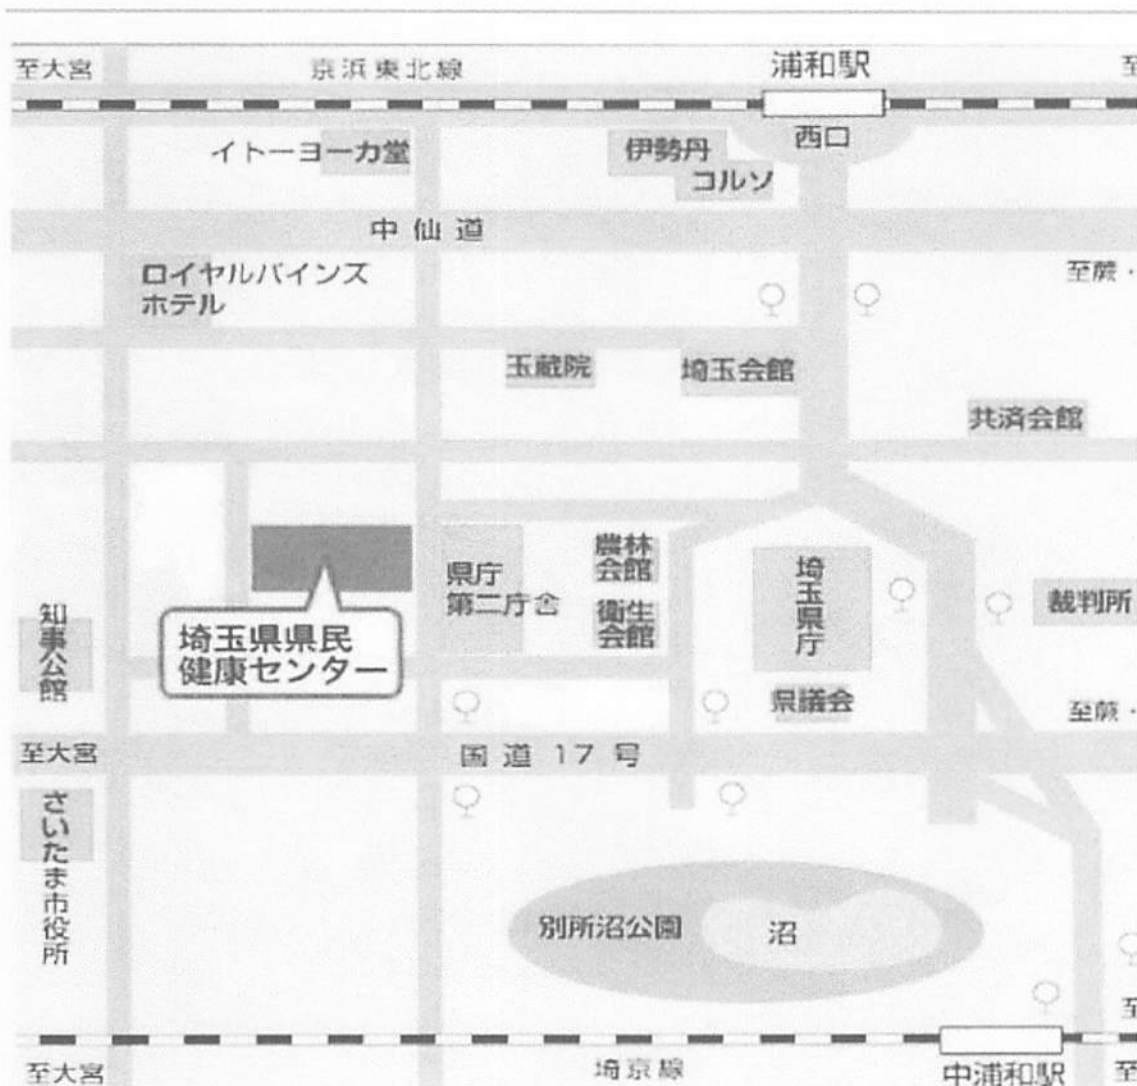 至大宮
京浜東北線
浦和駅
至
西口
イトーヨーカ堂
伊勢丹
コルソ
中仙道
ロイヤルパインズ
ホテル
至蕨・
玉蔵院
埼玉会館
共済会館
県庁
第二庁舎
農林
会館
衛生
会館
埼玉県庁
裁判所
知事公館
埼玉県県民
健康センター
県議会
至蕨・
至大宮
国道17号
さいたま市役所
別所沼公園
沼
至
至大宮
埼京線
中浦和駅
至